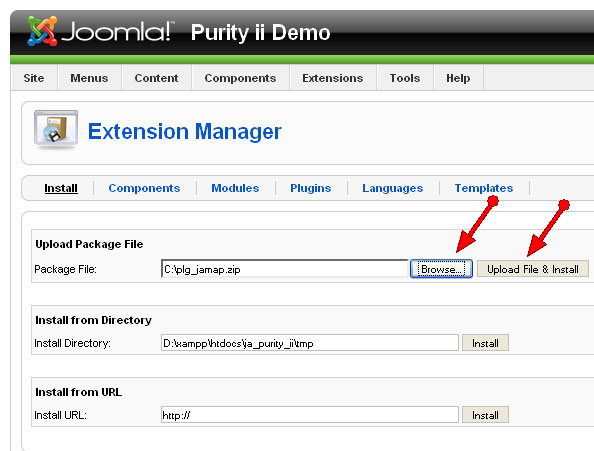 Joomla! Purity ii Demo
Site Menus Content Components Extensions Tools Help
Extension Manager
Install Components Modules Plugins Languages Templates
Upload Package File
Package File: C:\plg_jamap.zip Browse... Upload File & Install
Install from Directory
Install Directory: D:\xampp\htdocs\ja_purity_ii\tmp Install
Install from URL
Install URL: http:// Install